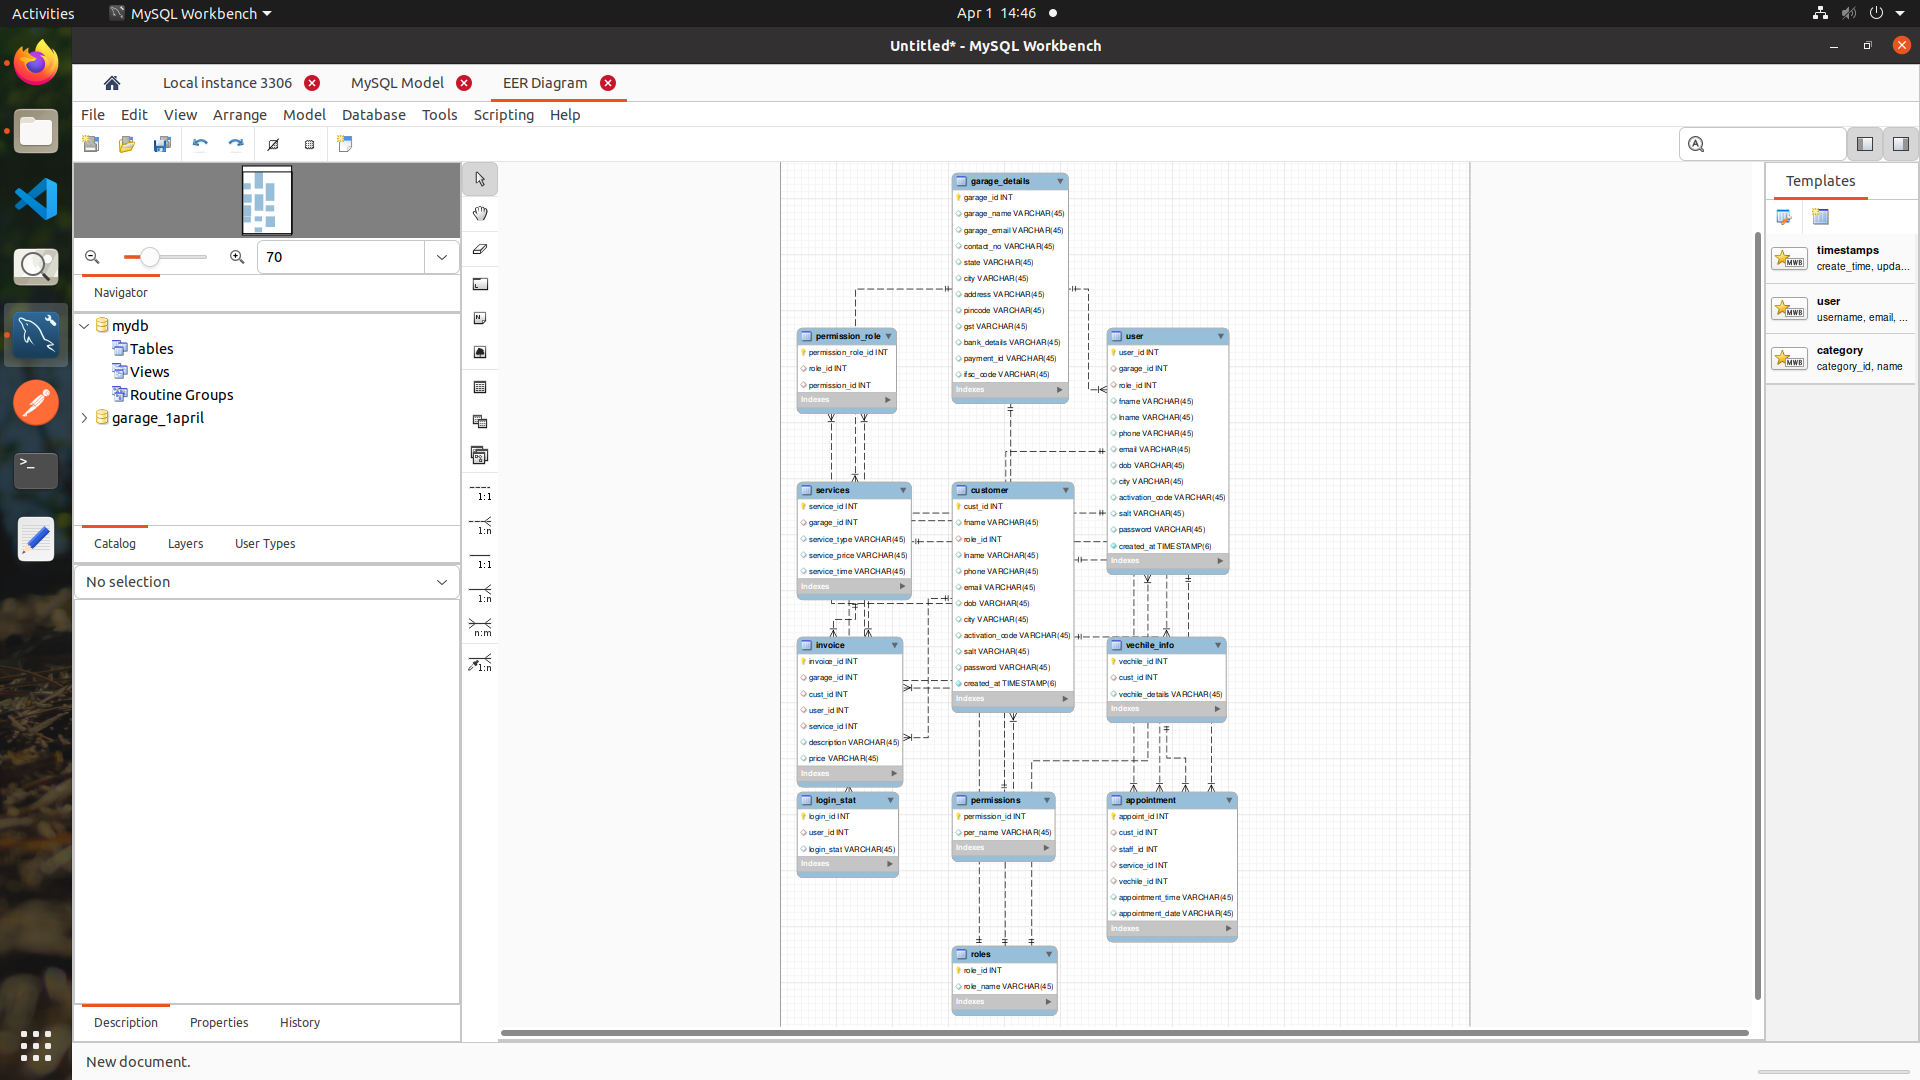 Activities
MySQL Workbench
Apr 1 14:46
Untitled* - MySQL Workbench
Local instance 3306
MySQL Model
EER Diagram
File Edit View Arrange Model Database Tools Scripting Help
70
Navigator
mydb
Tables
Views
Routine Groups
garage_1april
Catalog
Layers
User Types
No selection
Description
Properties
History
New document.
1:1
1:n
1:1
1:n
n:m
1:n
garage_details
garage_id INT
garage_name VARCHAR(45)
garage_email VARCHAR(45)
contact_no VARCHAR(45)
state VARCHAR(45)
city VARCHAR(45)
address VARCHAR(45)
pincode VARCHAR(45)
gst VARCHAR(45)
bank_details VARCHAR(45)
payment_id VARCHAR(45)
ifsc_code VARCHAR(45)
Indexes
permission_role
permission_role_id INT
role_id INT
permission_id INT
Indexes
user
user_id INT
garage_id INT
role_id INT
fname VARCHAR(45)
lname VARCHAR(45)
phone VARCHAR(45)
email VARCHAR(45)
dob VARCHAR(45)
city VARCHAR(45)
activation_code VARCHAR(45)
salt VARCHAR(45)
password VARCHAR(45)
created_at TIMESTAMP(6)
Indexes
services
service_id INT
garage_id INT
service_type VARCHAR(45)
service_price VARCHAR(45)
service_time VARCHAR(45)
Indexes
customer
cust_id INT
fname VARCHAR(45)
role_id INT
lname VARCHAR(45)
phone VARCHAR(45)
email VARCHAR(45)
dob VARCHAR(45)
city VARCHAR(45)
activation_code VARCHAR(45)
salt VARCHAR(45)
password VARCHAR(45)
created_at TIMESTAMP(6)
Indexes
invoice
invoice_id INT
garage_id INT
cust_id INT
user_id INT
service_id INT
description VARCHAR(45)
price VARCHAR(45)
Indexes
vechile_info
vechile_id INT
cust_id INT
vechile_details VARCHAR(45)
Indexes
login_stat
login_id INT
user_id INT
login_stat VARCHAR(45)
Indexes
permissions
permission_id INT
per_name VARCHAR(45)
Indexes
appointment
appoint_id INT
cust_id INT
staff_id INT
service_id INT
vechile_id INT
appointment_time VARCHAR(45)
appointment_date VARCHAR(45)
Indexes
roles
role_id INT
role_name VARCHAR(45)
Indexes
Templates
timestamps
create_time, upda...
user
username, email, ...
category
category_id, name
MWB
MWB
MWB